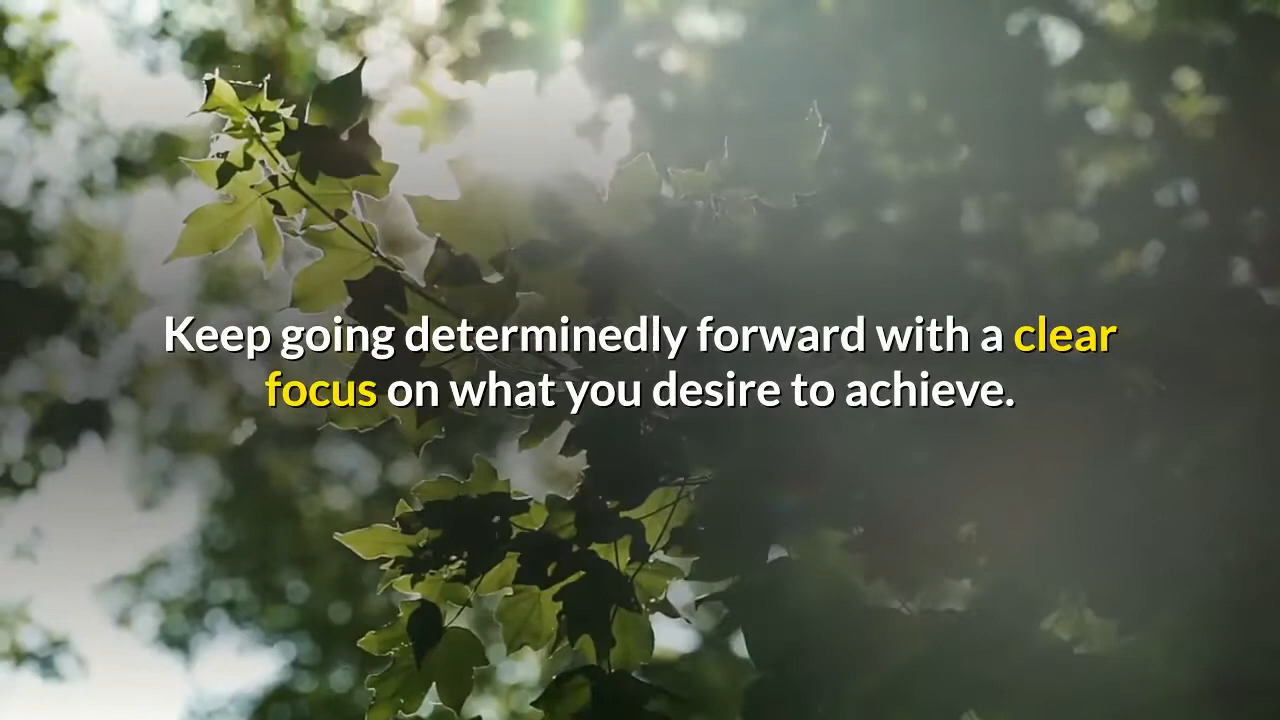 Keep going determinedly forward with a clear
focus on what you desire to achieve.